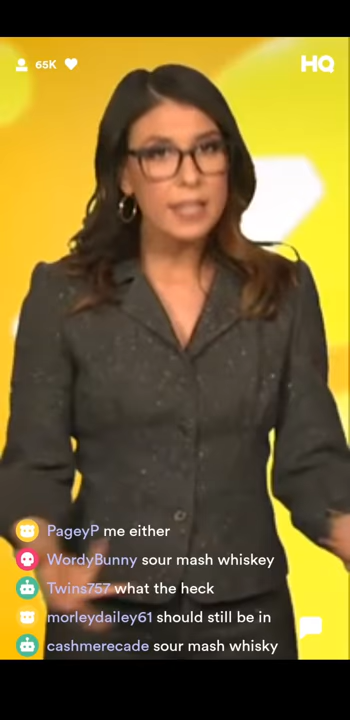 65K
HQ
PageyP me either
WordyBunny sour mash whiskey
Twins757 what the heck
morleydailey61 should still be in
cashmerecade sour mash whisky